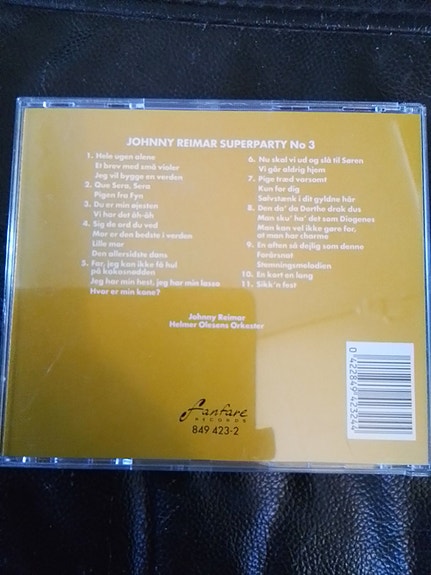 JOHNNY REIMAR SUPERPARTY No 3
1. Hele ugen alene
Et brev med små violer
Jeg vil bygge en verden
2. Que Sera, Sera
Pigen fra Fyn
3. Du er min øjesten
Vi har det åh-åh
4. Sig de ord du ved
Mor er den bedste i verden
Lille mor
Den allersidste dans
5. Far, jeg kan ikke få hul
på kokosnødden
Jeg har min hest, jeg har min lasso
Hvor er min kone?
6. Nu skal vi ud og slå til Søren
Vi går aldrig hjem
7. Pige træd varsomt
Kun for dig
Sølvstænk i dit gyldne hår
8. Den da' da Dorthe drak dus
Man sku' ha' det som Diogenes
Man kan vel ikke gøre for,
at man har charme
9. En aften så dejlig som denne
Forårsnat
Stemningsmelodien
10. En kort en lang
11. Sikk'n fest
Johnny Reimar
Helmer Olesens Orkester
Fanfare
RECORDS
849 423-2
0 422849 423244